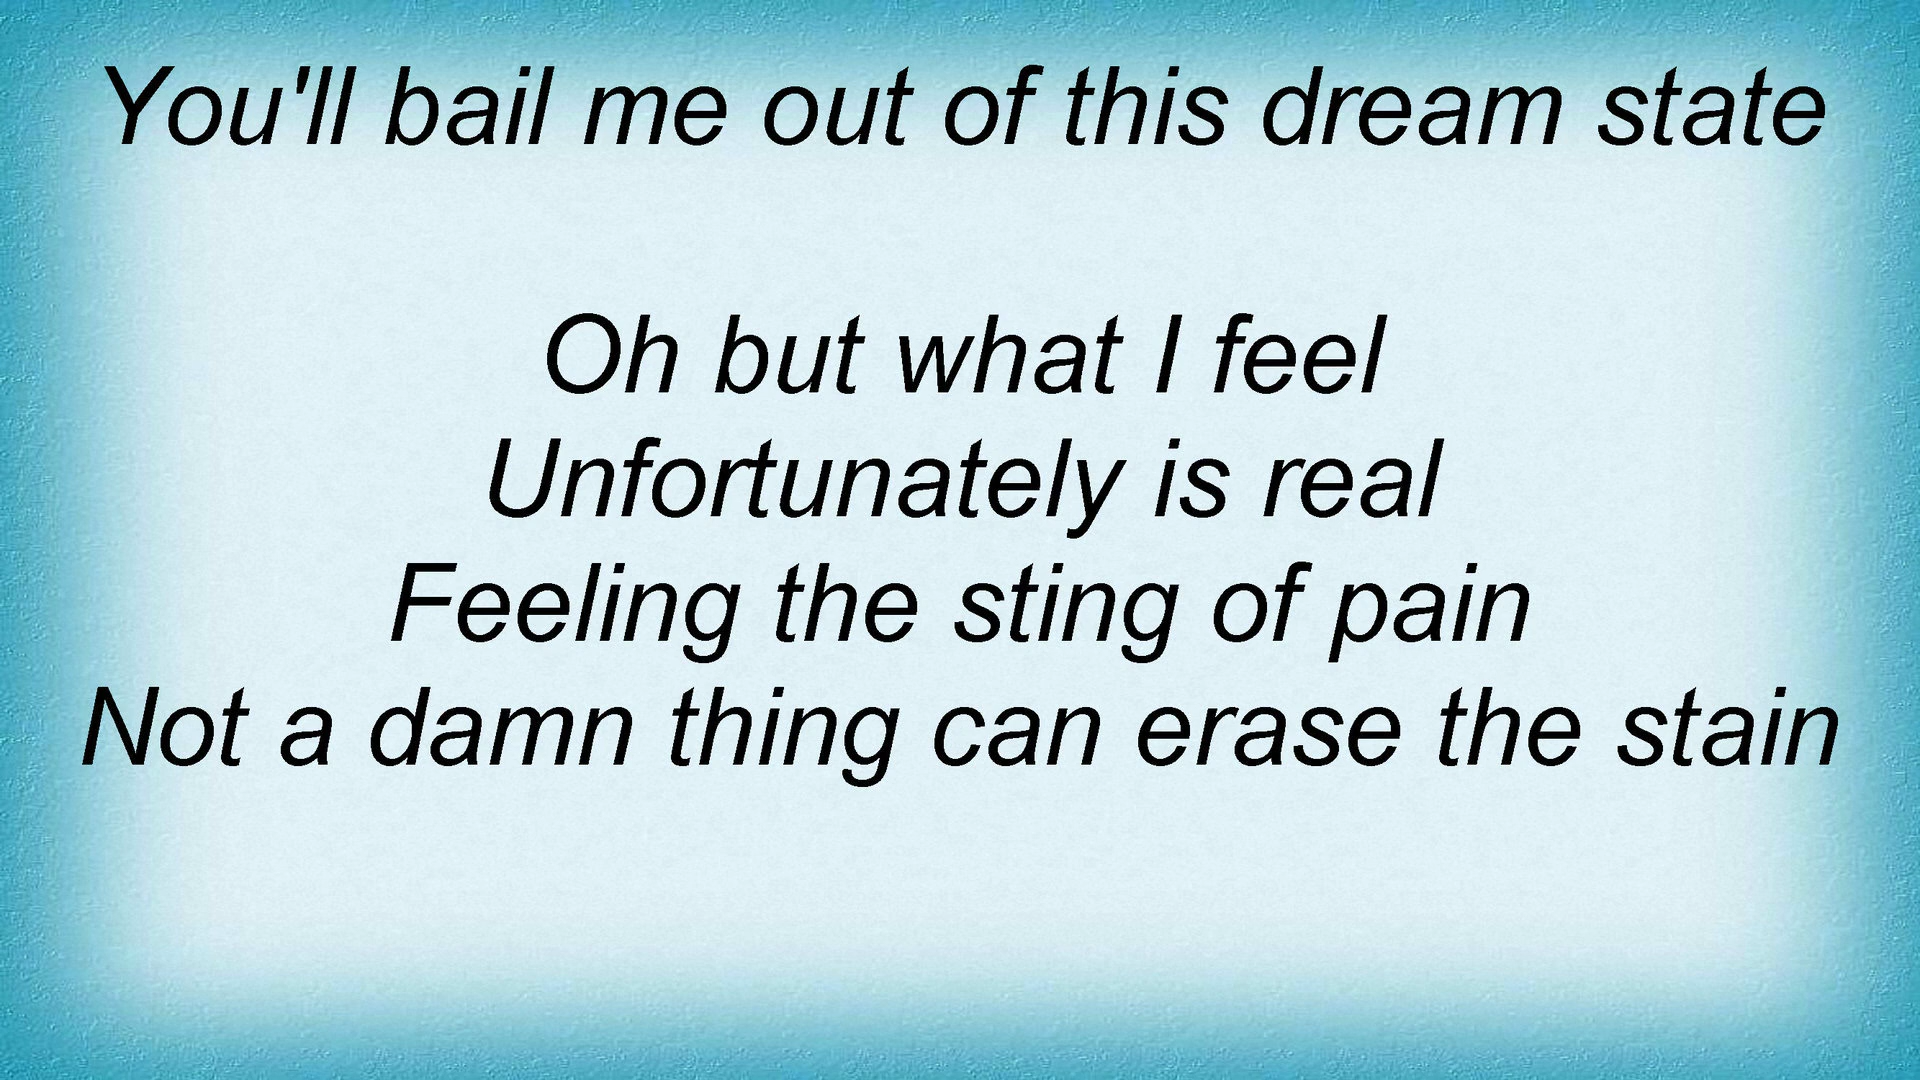 You'll bail me out of this dream state
Oh but what I feel
Unfortunately is real
Feeling the sting of pain
Not a damn thing can erase the stain